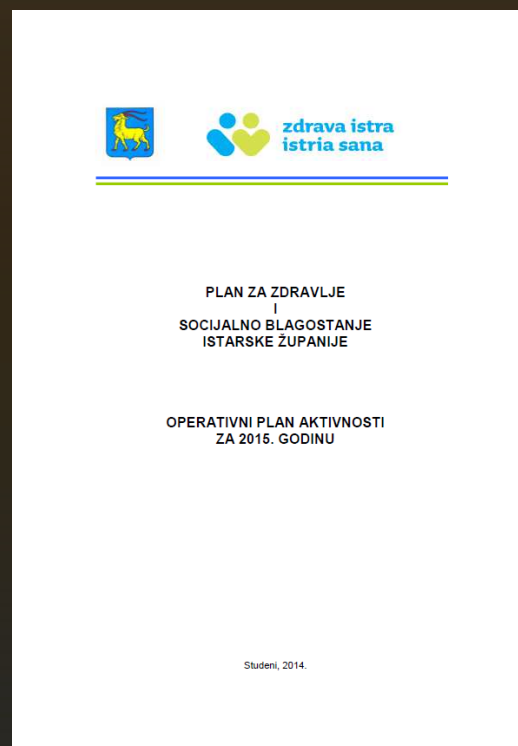 zdrava istra
istria sana
PLAN ZA ZDRAVLJE
I
SOCIJALNO BLAGOSTANJE
ISTARSKE ŽUPANIJE
OPERATIVNI PLAN AKTIVNOSTI
ZA 2015. GODINU
Studeni, 2014.